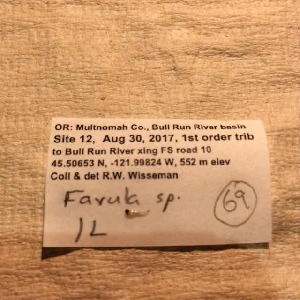 OR: Multnomah Co., Bull Run River basin
Site 12, Aug 30, 2017, 1st order trib
to Bull Run River xing FS road 10
45.50653 N, -121.99824 W, 552 m elev
Coll & det R.W. Wisseman
Farula sp.
69
1L